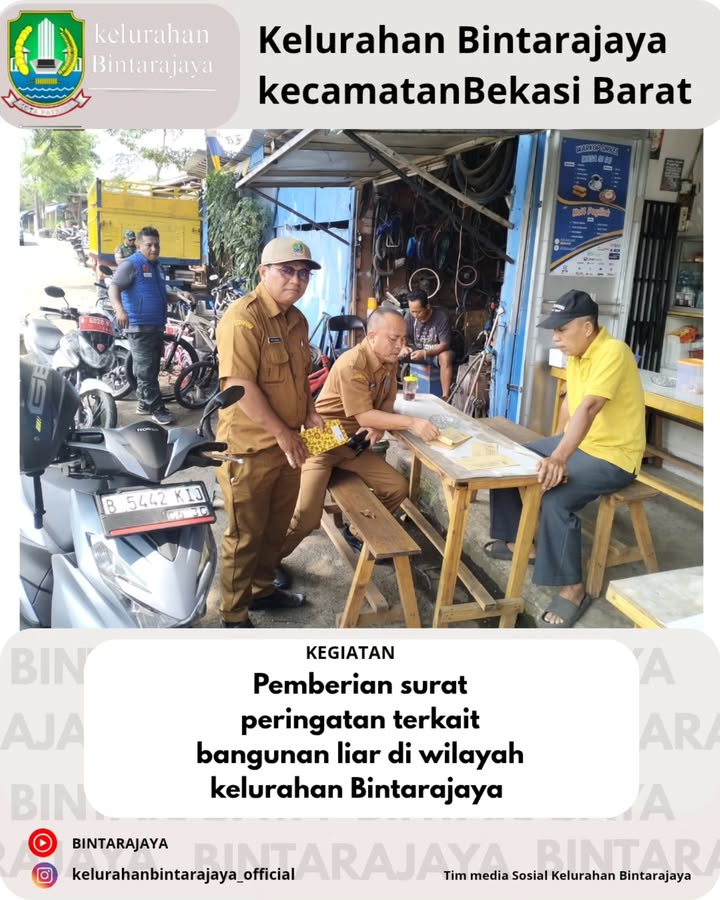 kelurahan
Bintarajaya
Kelurahan Bintarajaya
kecamatanBekasi Barat
B 5442 KIJ
KEGIATAN
Pemberian surat
peringatan terkait
bangunan liar di wilayah
kelurahan Bintarajaya
BINTARAJAYA
kelurahanbintarajaya_official
Tim media Sosial Kelurahan Bintarajaya